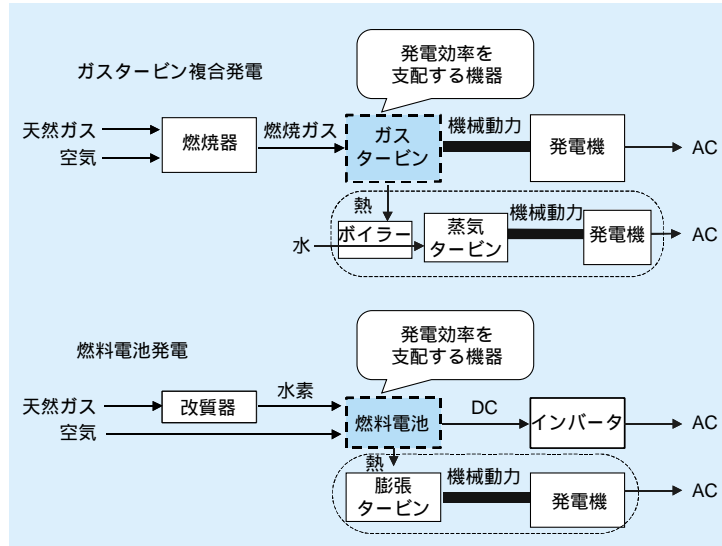 発電効率を
支配する機器
ガスタービン複合発電
天然ガス
空気
燃焼器
燃焼ガス
ガス
タービン
機械動力
発電機
AC
熱
水
ボイラー
蒸気
タービン
機械動力
発電機
AC
発電効率を
支配する機器
燃料電池発電
天然ガス
空気
改質器
水素
燃料電池
DC
インバータ
AC
熱
膨張
タービン
機械動力
発電機
AC